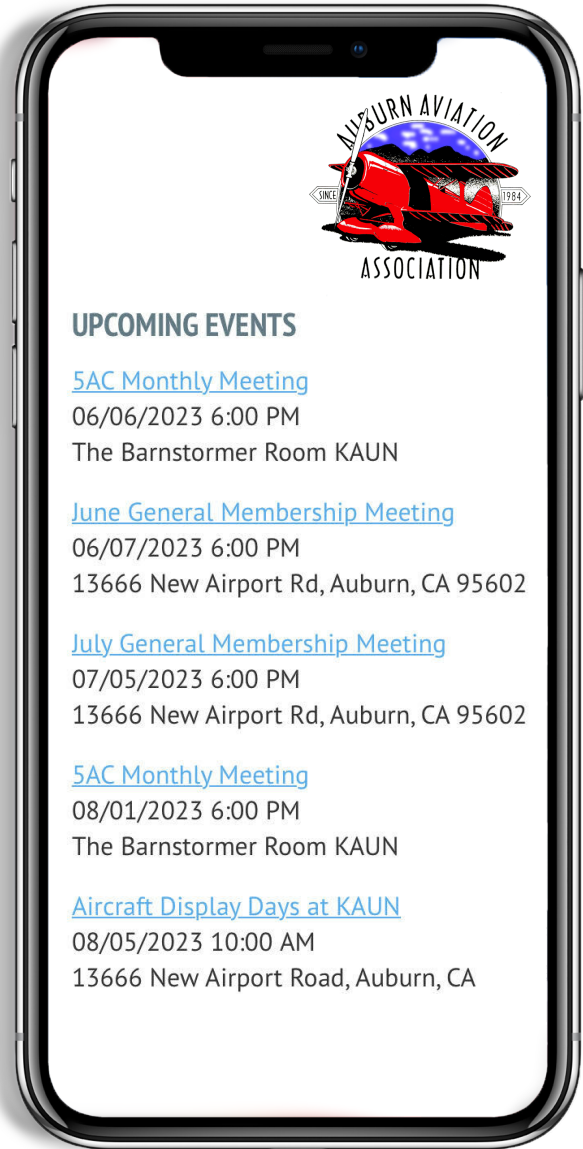 AUBURN AVIATION
SINCE
1984
ASSOCIATION
UPCOMING EVENTS
5AC Monthly Meeting
06/06/2023 6:00 PM
The Barnstormer Room KAUN
June General Membership Meeting
06/07/2023 6:00 PM
13666 New Airport Rd, Auburn, CA 95602
July General Membership Meeting
07/05/2023 6:00 PM
13666 New Airport Rd, Auburn, CA 95602
5AC Monthly Meeting
08/01/2023 6:00 PM
The Barnstormer Room KAUN
Aircraft Display Days at KAUN
08/05/2023 10:00 AM
13666 New Airport Road, Auburn, CA